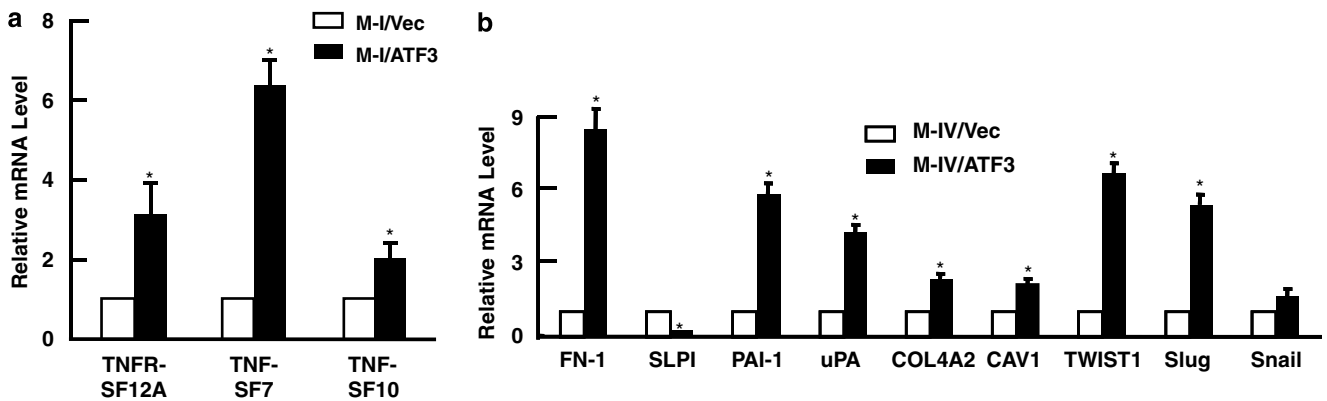 a
8
6
4
2
0
Relative mRNA Level
M-I/Vec
M-I/ATF3
*
*
*
TNFR-
SF12A
TNF-
SF7
TNF-
SF10
b
9
6
3
0
Relative mRNA Level
M-IV/Vec
M-IV/ATF3
*
*
*
*
*
*
*
*
FN-1 SLPI PAI-1 uPA COL4A2 CAV1 TWIST1 Slug Snail